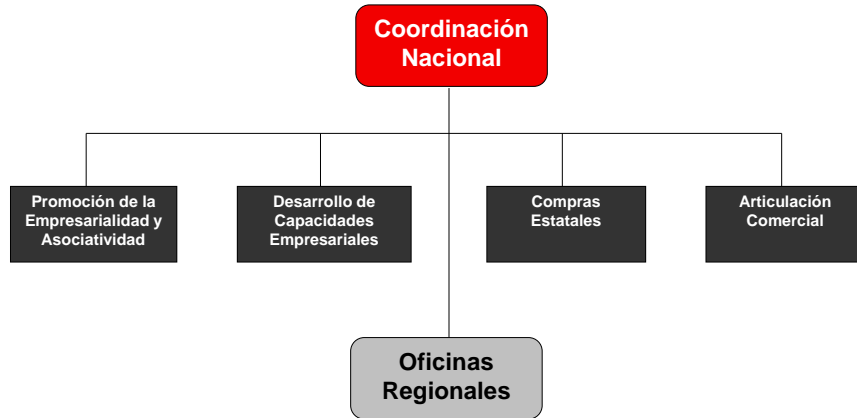 Coordinación
Nacional
Promoción de la
Empresarialidad y
Asociatividad
Desarrollo de
Capacidades
Empresariales
Compras
Estatales
Articulación
Comercial
Oficinas
Regionales